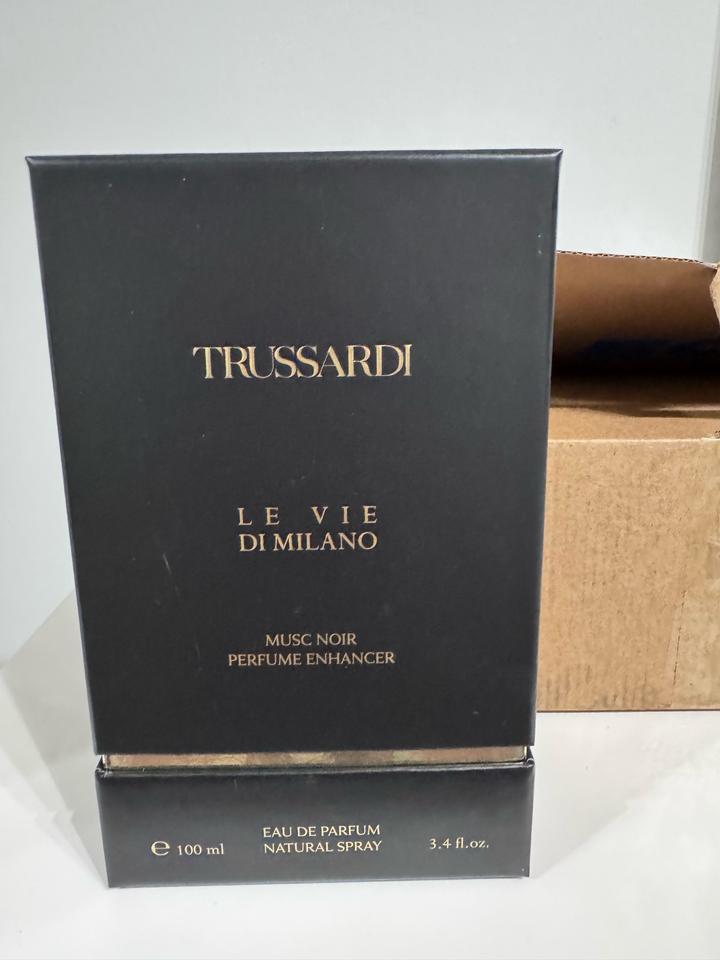 TRUSSARDI
LE VIE
DI MILANO
MUSC NOIR
PERFUME ENHANCER
EAU DE PARFUM
℮ 100 ml NATURAL SPRAY 3.4 fl.oz.